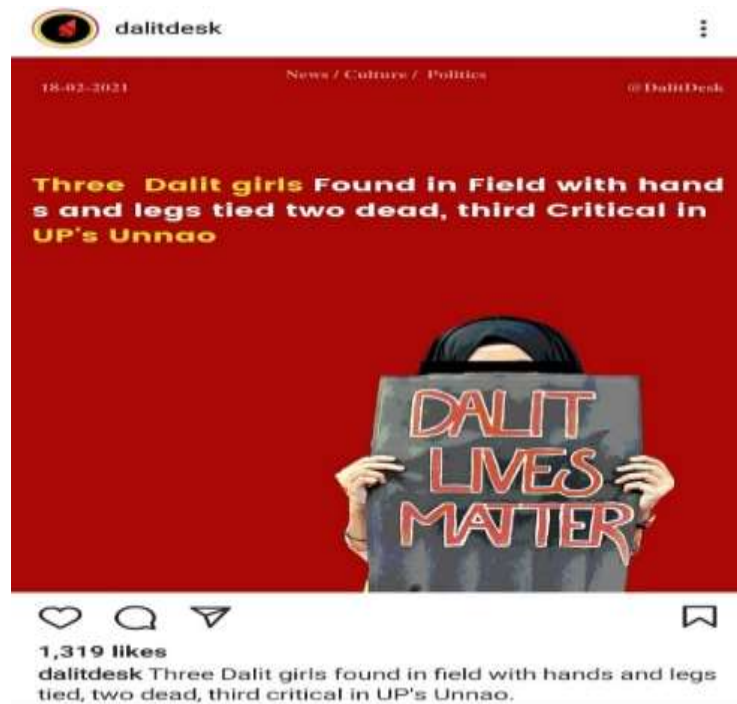 dalitdesk
News / Culture / Politics
18-02-2021
@DalitDesk
Three Dalit girls Found in Field with hand
s and legs tied two dead, third Critical in
UP's Unnao
DALIT
LIVES
MATTER
1,319 likes
dalitdesk Three Dalit girls found in field with hands and legs
tied, two dead, third critical in UP's Unnao.